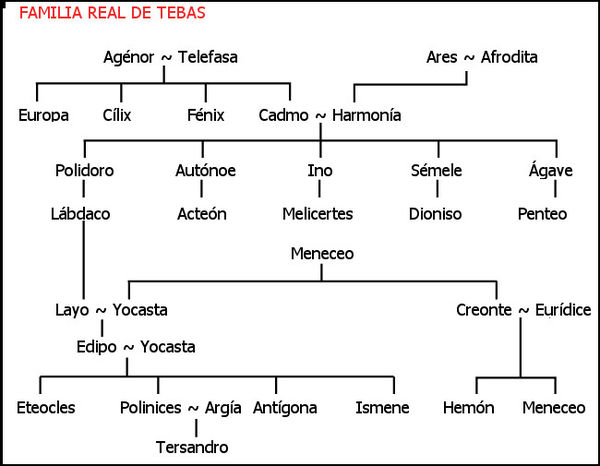 FAMILIA REAL DE TEBAS
Agénor ~ Telefasa Ares ~ Afrodita
Europa Cílix Fénix Cadmo ~ Harmonía
Polidoro Autónoe Ino Sémele Ágave
Lábdaco Acteón Melicertes Dioniso Penteo
Meneceo
Layo ~ Yocasta Creonte ~ Eurídice
Edipo ~ Yocasta
Eteocles Polinices ~ Argía Antígona Ismene Hemón Meneceo
Tersandro